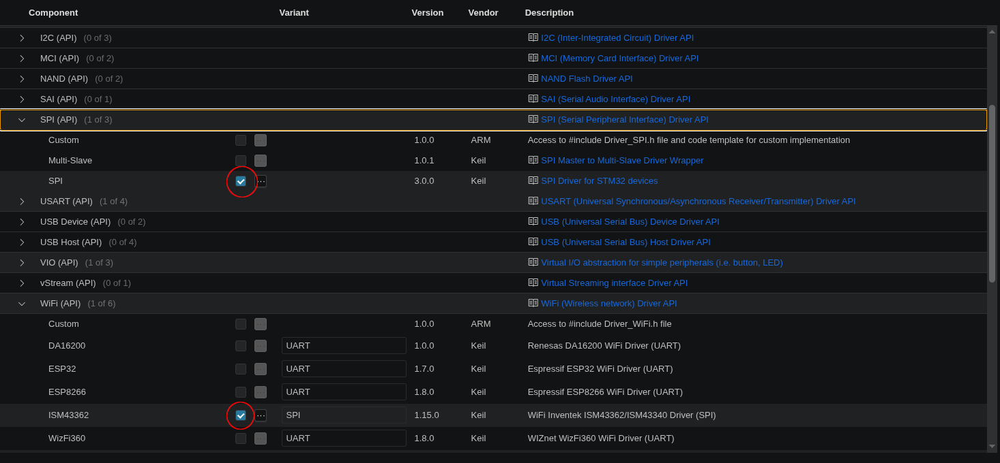 Component Variant Version Vendor Description
I2C (API) (0 of 3) I2C (Inter-Integrated Circuit) Driver API
MCI (API) (0 of 2) MCI (Memory Card Interface) Driver API
NAND (API) (0 of 2) NAND Flash Driver API
SAI (API) (0 of 1) SAI (Serial Audio Interface) Driver API
SPI (API) (1 of 3) SPI (Serial Peripheral Interface) Driver API
Custom 1.0.0 ARM Access to #include Driver_SPI.h file and code template for custom implementation
Multi-Slave 1.0.1 Keil SPI Master to Multi-Slave Driver Wrapper
SPI ... 3.0.0 Keil SPI Driver for STM32 devices
USART (API) (1 of 4) USART (Universal Synchronous/Asynchronous Receiver/Transmitter) Driver API
USB Device (API) (0 of 2) USB (Universal Serial Bus) Device Driver API
USB Host (API) (0 of 4) USB (Universal Serial Bus) Host Driver API
VIO (API) (1 of 3) Virtual I/O abstraction for simple peripherals (i.e. button, LED)
vStream (API) (0 of 1) Virtual Streaming interface Driver API
WiFi (API) (1 of 6) WiFi (Wireless network) Driver API
Custom 1.0.0 ARM Access to #include Driver_WiFi.h file
DA16200 UART 1.0.0 Keil Renesas DA16200 WiFi Driver (UART)
ESP32 UART 1.7.0 Keil Espressif ESP32 WiFi Driver (UART)
ESP8266 UART 1.8.0 Keil Espressif ESP8266 WiFi Driver (UART)
ISM43362 ... SPI 1.15.0 Keil WiFi Inventek ISM43362/ISM43340 Driver (SPI)
WizFi360 UART 1.8.0 Keil WIZnet WizFi360 WiFi Driver (UART)